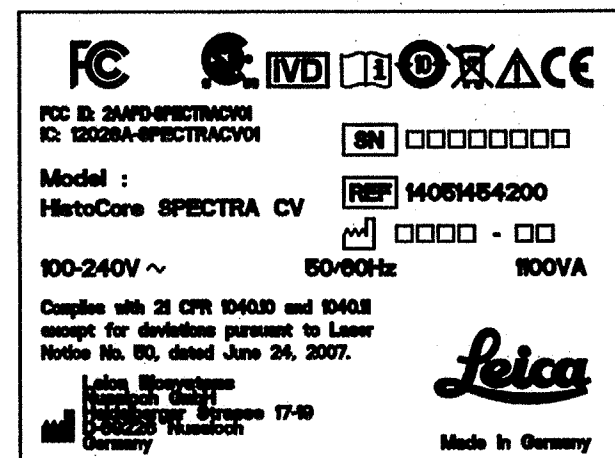 FC
IVD
10
CE
FCC ID: 2AAFD-SPECTRACV01
IC: 12026A-SPECTRACV01
SN □□□□□□□□
Model :
HistoCore SPECTRA CV
REF 14051454200
□□□□ - □□
100-240V ~ 50/60Hz 1100VA
Complies with 21 CFR 1040.10 and 1040.11
except for deviations pursuant to Laser
Notice No. 50, dated June 24, 2007.
Leica
Leica Biosystems
Nussloch GmbH
Heidelberger Strasse 17-19
D-69226 Nussloch
Germany
Made in Germany